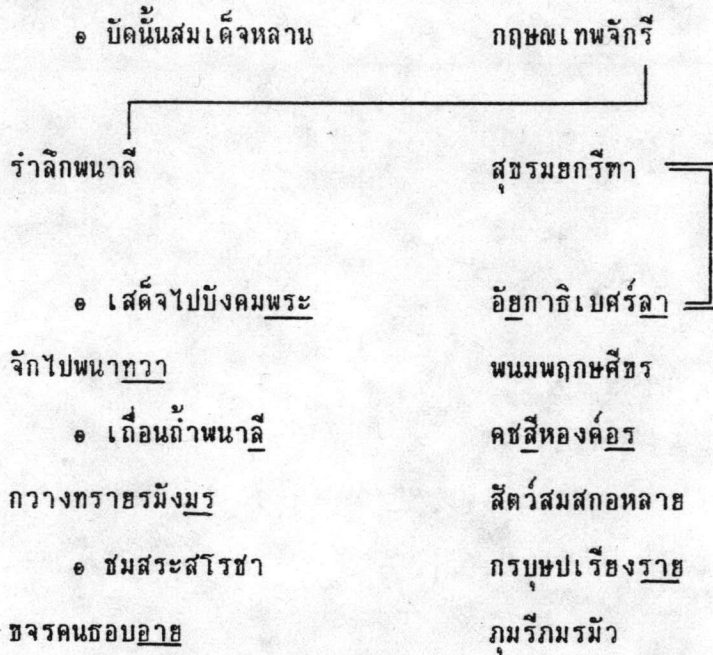 ๏ บัดนั้นสมเด็จหลาน กฤษณเทพจักรี
รำลึกพนาลี สุขรมยกรีทา
๏ เสด็จไปบังคมพระ อัยกาธิเบศร์ลา
จักไปพนาทวา พนมพฤกษศีขร
๏ เถื่อนถ้ำพนาลี คชสีหองค์อร
กวางทรายรมังมร สัตว์สมสกอหลาย
๏ ชมสระสโรชา กรบุษปเรียงราย
ขจรคนธอบอาย ภุมรีภมรมัว